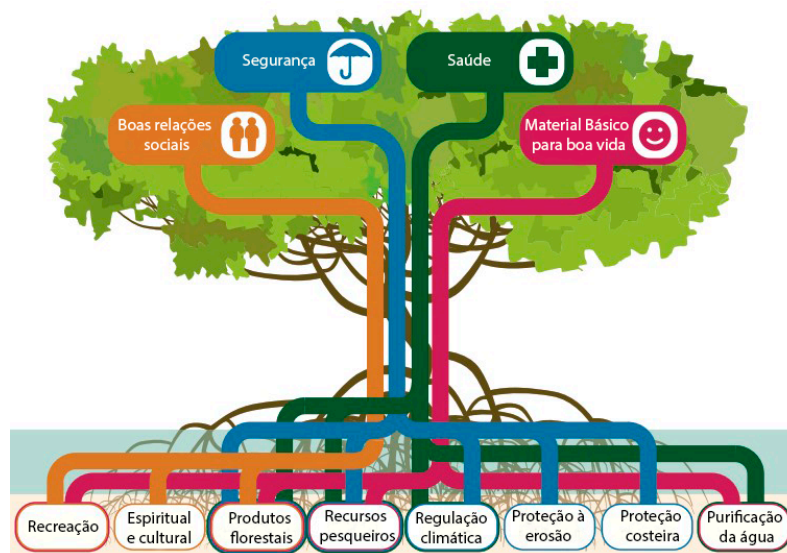 Segurança
Saúde
Boas relações
sociais
Material Básico
para boa vida
Recreação
Espiritual
e cultural
Produtos
florestais
Recursos
pesqueiros
Regulação
climática
Proteção à
erosão
Proteção
costeira
Purificação
da água